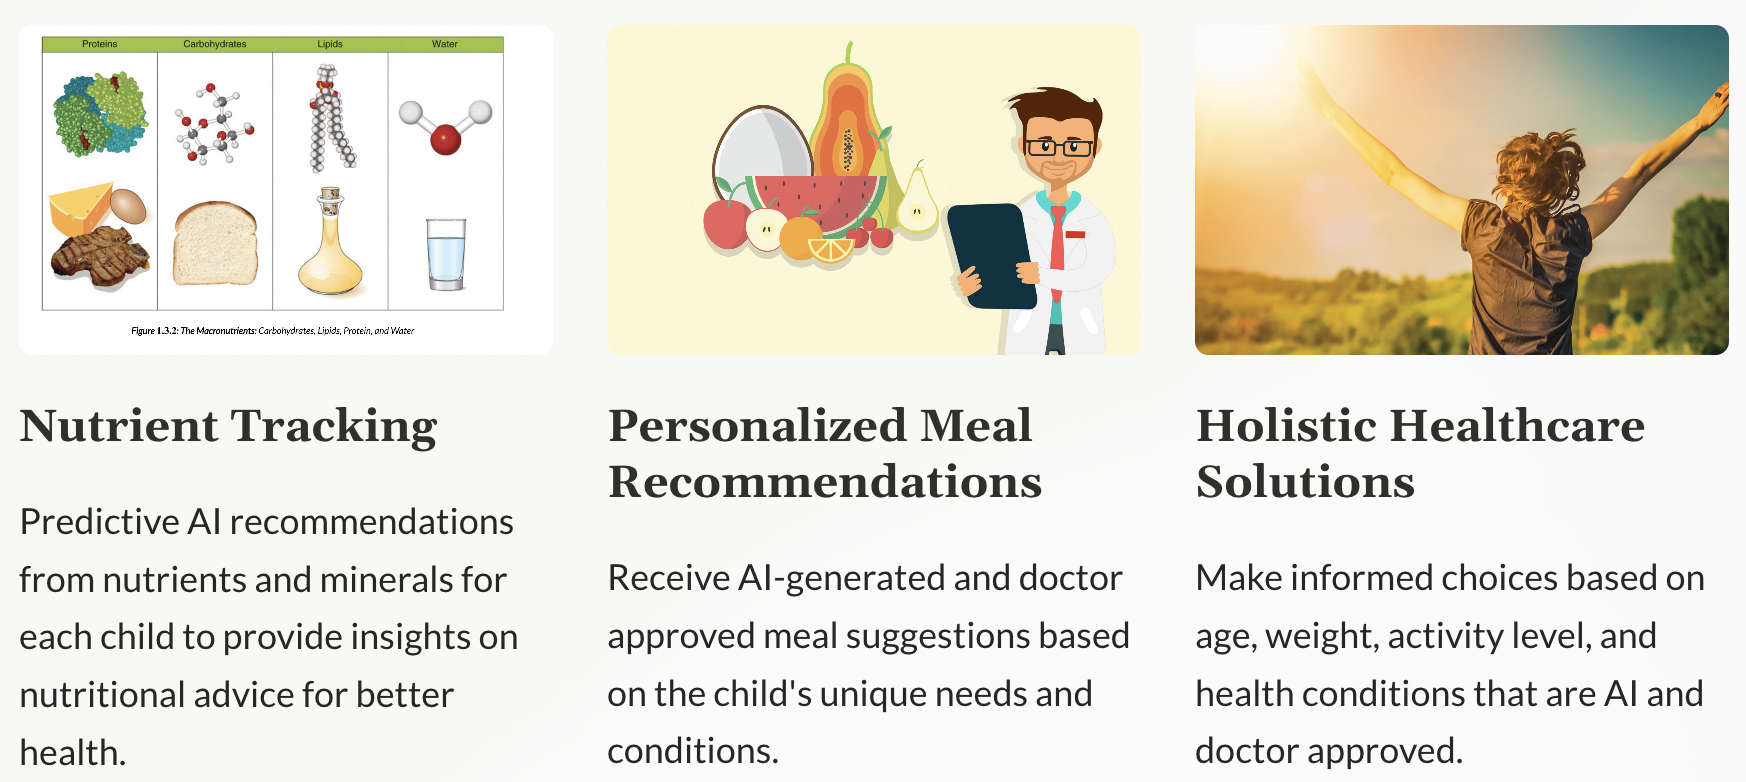 Proteins
Carbohydrates
Lipids
Water
Figure 1.3.2: The Macronutrients: Carbohydrates, Lipids, Protein, and Water
Nutrient Tracking
Predictive AI recommendations
from nutrients and minerals for
each child to provide insights on
nutritional advice for better
health.
Personalized Meal
Recommendations
Receive AI-generated and doctor
approved meal suggestions based
on the child's unique needs and
conditions.
Holistic Healthcare
Solutions
Make informed choices based on
age, weight, activity level, and
health conditions that are AI and
doctor approved.